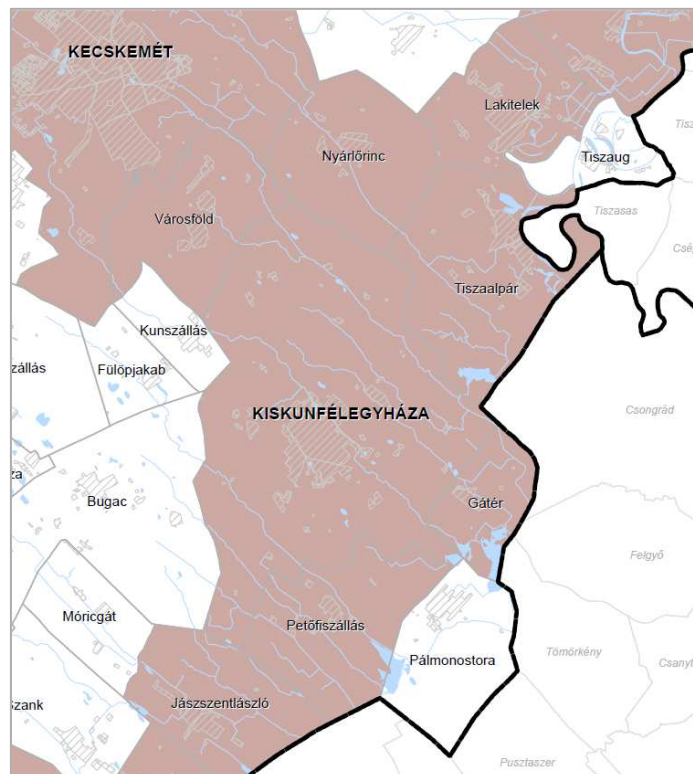 KECSKEMÉT
Lakitelek
Nyárlőrinc
Tiszaug
Városföld
Tiszasas
Tiszaalpár
Kunszállás
Fülöpjakab
KISKUNFÉLEGYHÁZA
Csongrád
Bugac
Gátér
Felgyő
Móricgát
Petőfiszállás
Pálmonostora
Tömörkény
Jászszentlászló
Pusztaszer